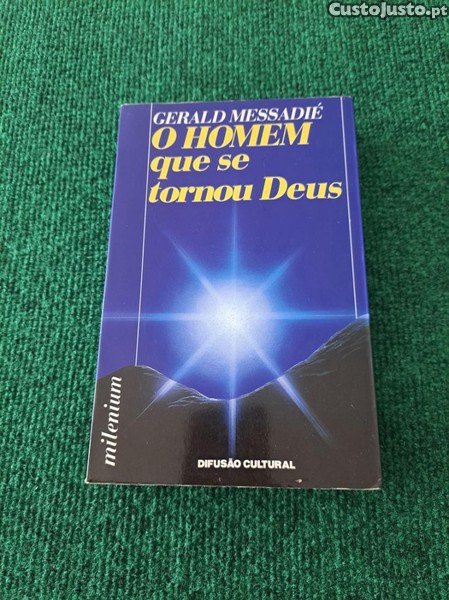 CustoJusto.pt
GERALD MESSADIÉ
O HOMEM
que se
tornou Deus
milenium
DIFUSÃO CULTURAL